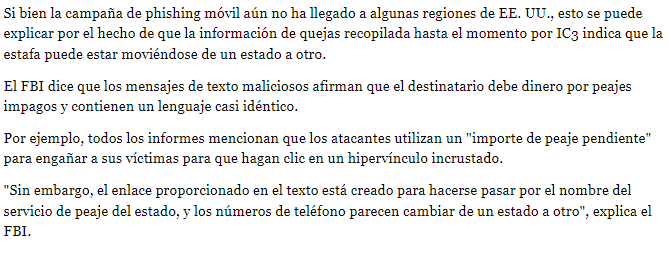 Si bien la campaña de phishing móvil aún no ha llegado a algunas regiones de EE. UU., esto se puede
explicar por el hecho de que la información de quejas recopilada hasta el momento por IC3 indica que la
estafa puede estar moviéndose de un estado a otro.
El FBI dice que los mensajes de texto maliciosos afirman que el destinatario debe dinero por peajes
impagos y contienen un lenguaje casi idéntico.
Por ejemplo, todos los informes mencionan que los atacantes utilizan un "importe de peaje pendiente"
para engañar a sus víctimas para que hagan clic en un hipervínculo incrustado.
"Sin embargo, el enlace proporcionado en el texto está creado para hacerse pasar por el nombre del
servicio de peaje del estado, y los números de teléfono parecen cambiar de un estado a otro", explica el
FBI.